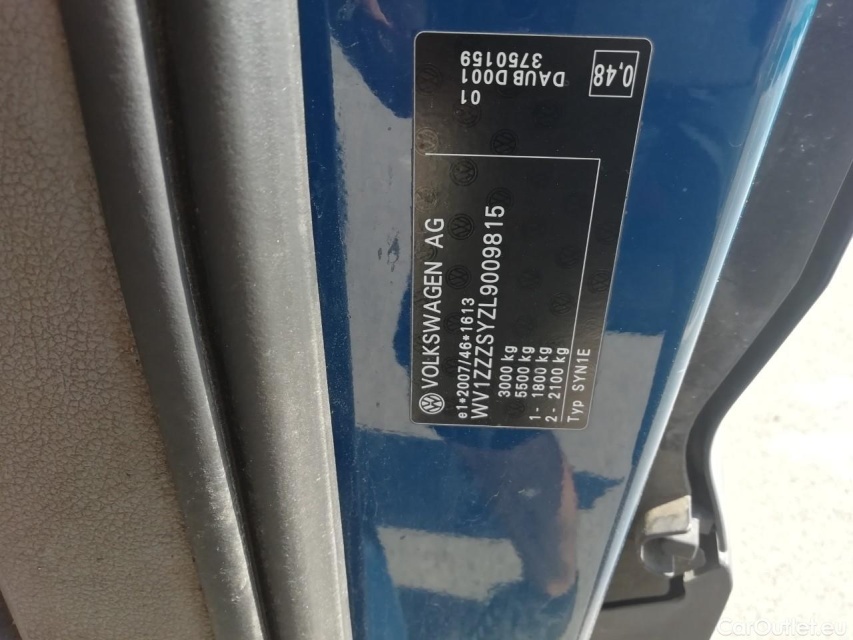 VOLKSWAGEN AG
e1*2007/46*1613
WV1ZZZSYZL9009815
3000 kg
5500 kg
1- 1800 kg
2- 2100 kg
Typ SYN1E
01
DAUB D001
3750159
0,48
CarOutlet.eu